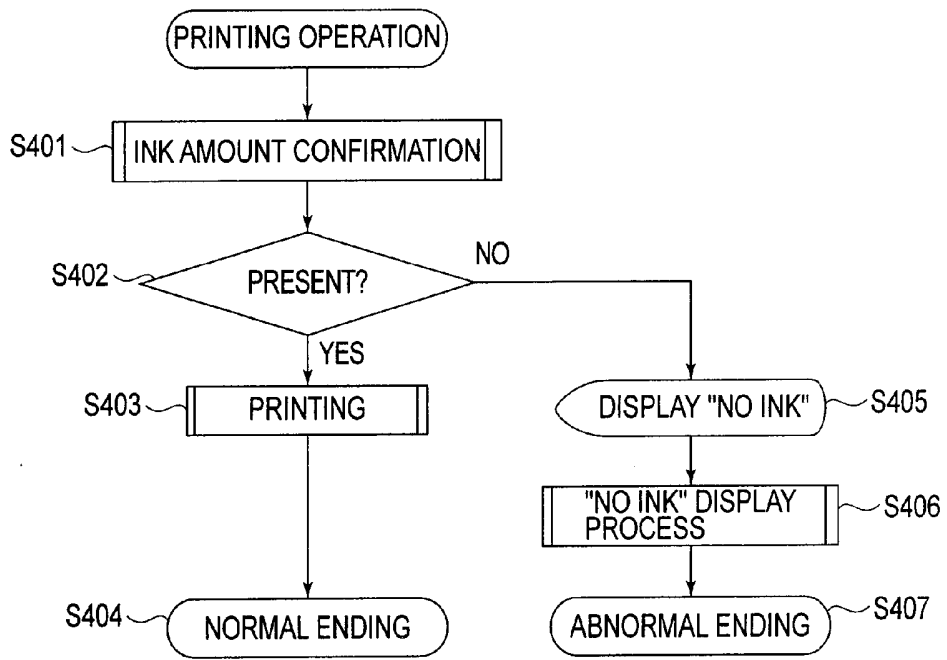 PRINTING OPERATION
S401
INK AMOUNT CONFIRMATION
S402
PRESENT?
NO
YES
S403
PRINTING
DISPLAY "NO INK"
S405
"NO INK" DISPLAY
PROCESS
S406
S404
NORMAL ENDING
ABNORMAL ENDING
S407